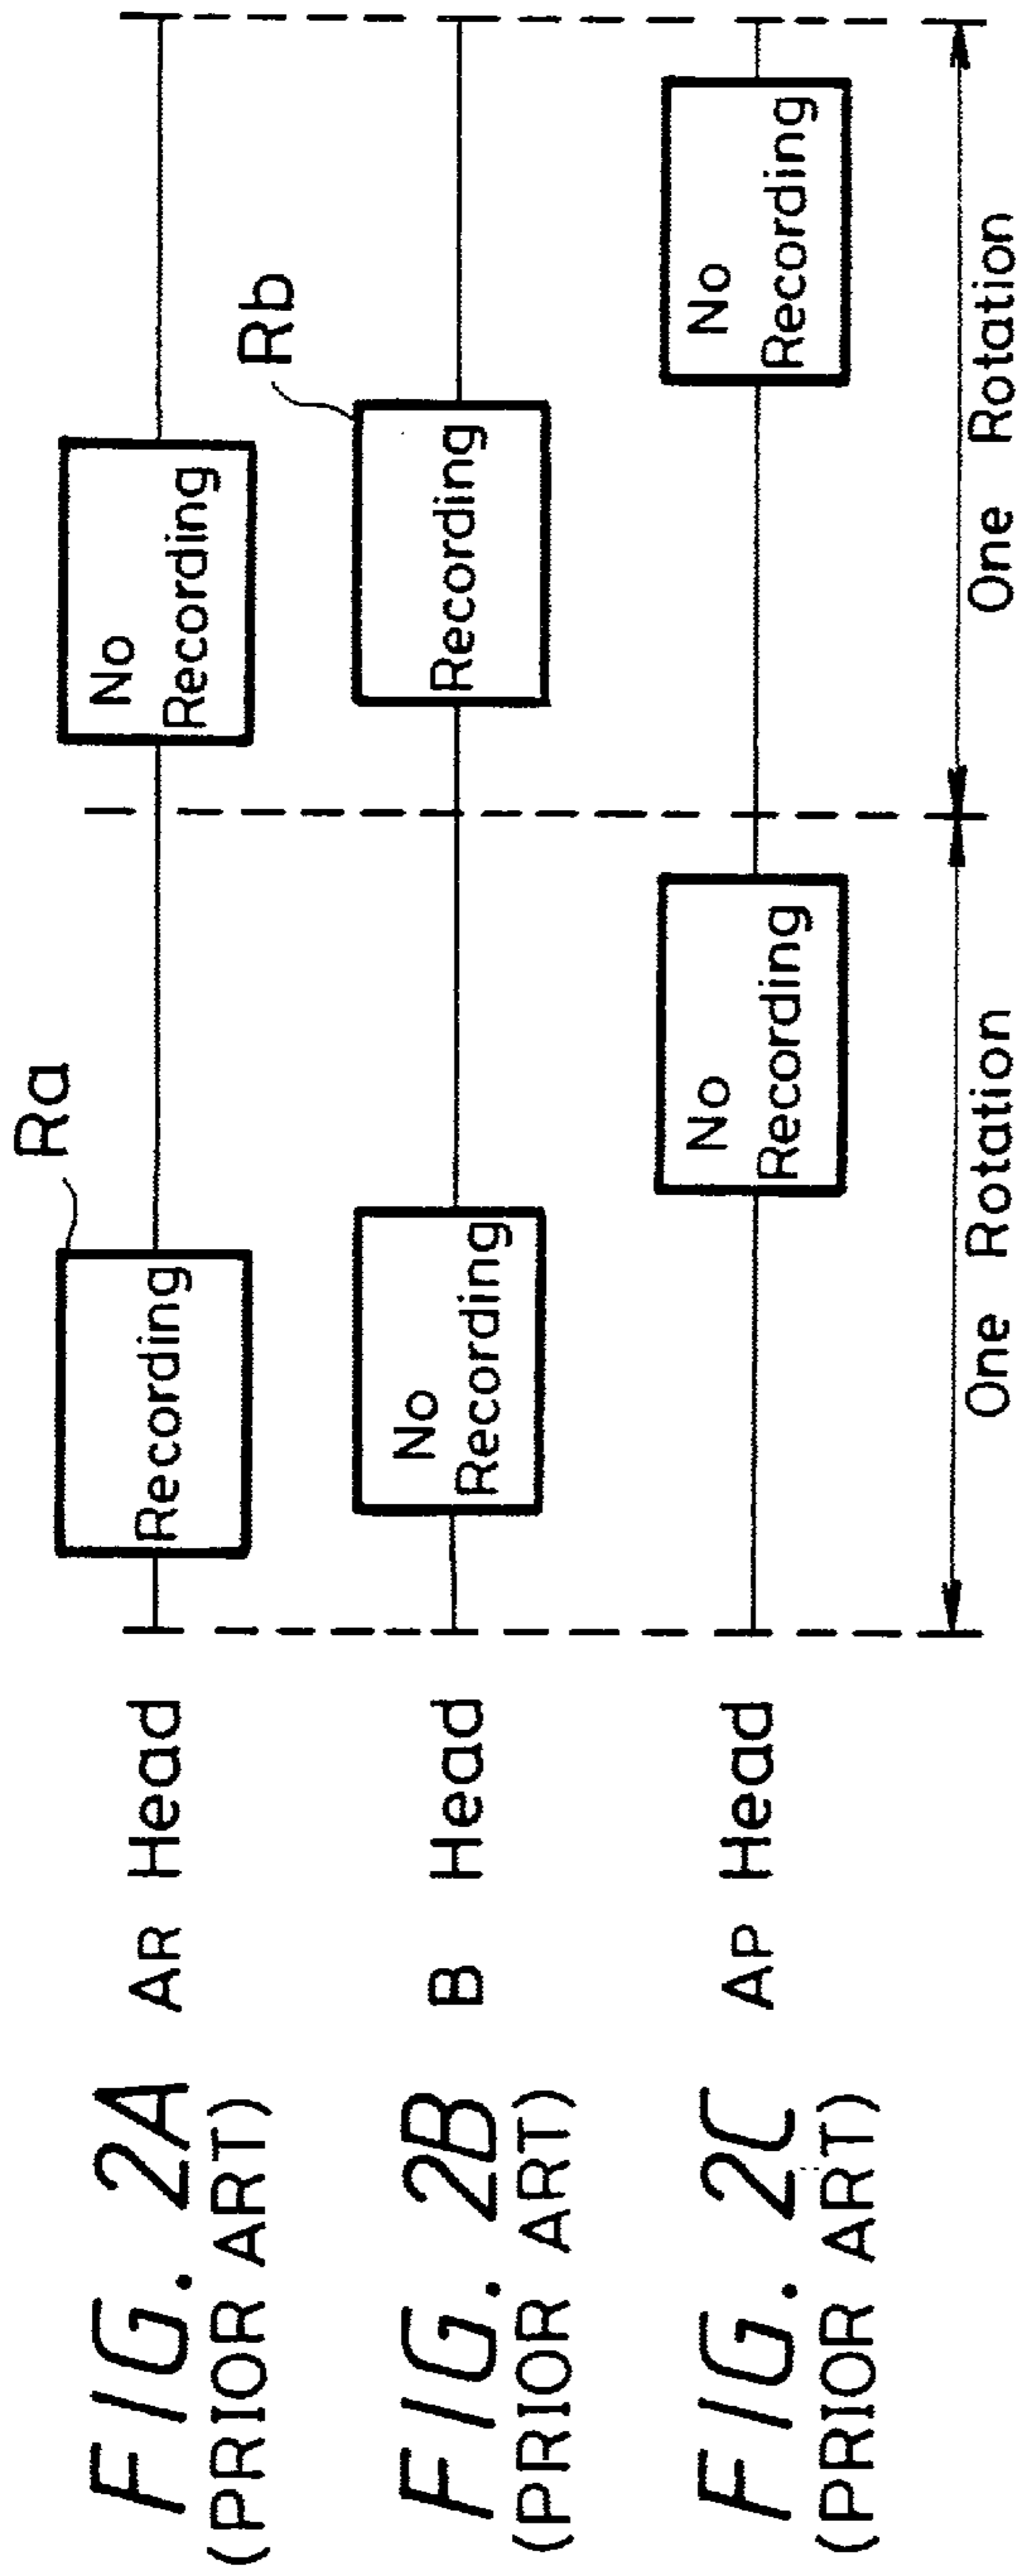 FIG. 2A
(PRIOR ART)
AR Head
Recording
Ra
No
Recording
FIG. 2B
(PRIOR ART)
B Head
No
Recording
Recording
Rb
FIG. 2C
(PRIOR ART)
AP Head
No
Recording
No
Recording
One Rotation
One Rotation